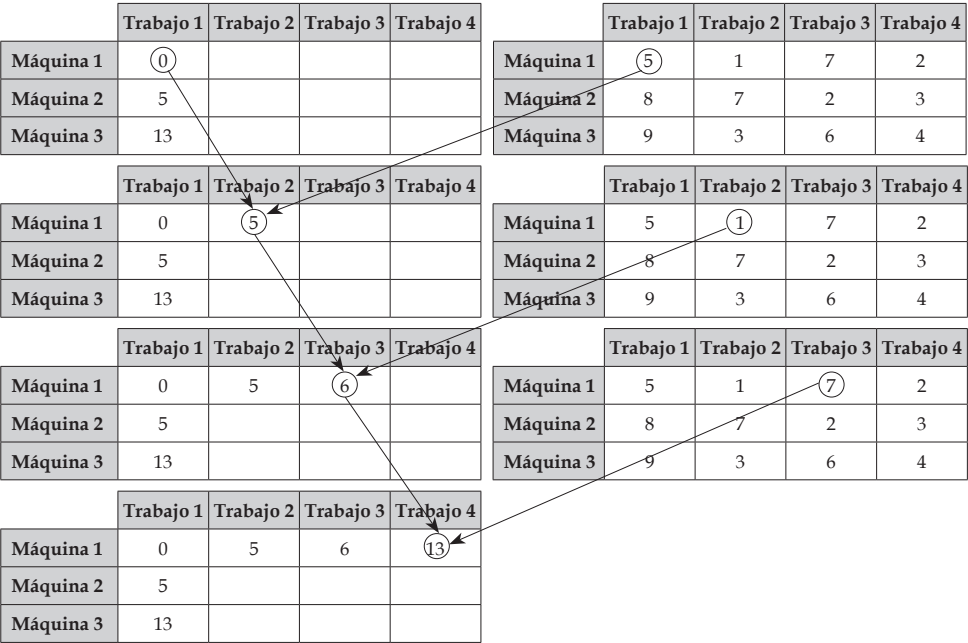 Trabajo 1 Trabajo 2 Trabajo 3 Trabajo 4
Máquina 1 0
Máquina 2 5
Máquina 3 13
Trabajo 1 Trabajo 2 Trabajo 3 Trabajo 4
Máquina 1 5 1 7 2
Máquina 2 8 7 2 3
Máquina 3 9 3 6 4
Trabajo 1 Trabajo 2 Trabajo 3 Trabajo 4
Máquina 1 0 5
Máquina 2 5
Máquina 3 13
Trabajo 1 Trabajo 2 Trabajo 3 Trabajo 4
Máquina 1 5 1 7 2
Máquina 2 8 7 2 3
Máquina 3 9 3 6 4
Trabajo 1 Trabajo 2 Trabajo 3 Trabajo 4
Máquina 1 0 5 6
Máquina 2 5
Máquina 3 13
Trabajo 1 Trabajo 2 Trabajo 3 Trabajo 4
Máquina 1 5 1 7 2
Máquina 2 8 7 2 3
Máquina 3 9 3 6 4
Trabajo 1 Trabajo 2 Trabajo 3 Trabajo 4
Máquina 1 0 5 6 13
Máquina 2 5
Máquina 3 13